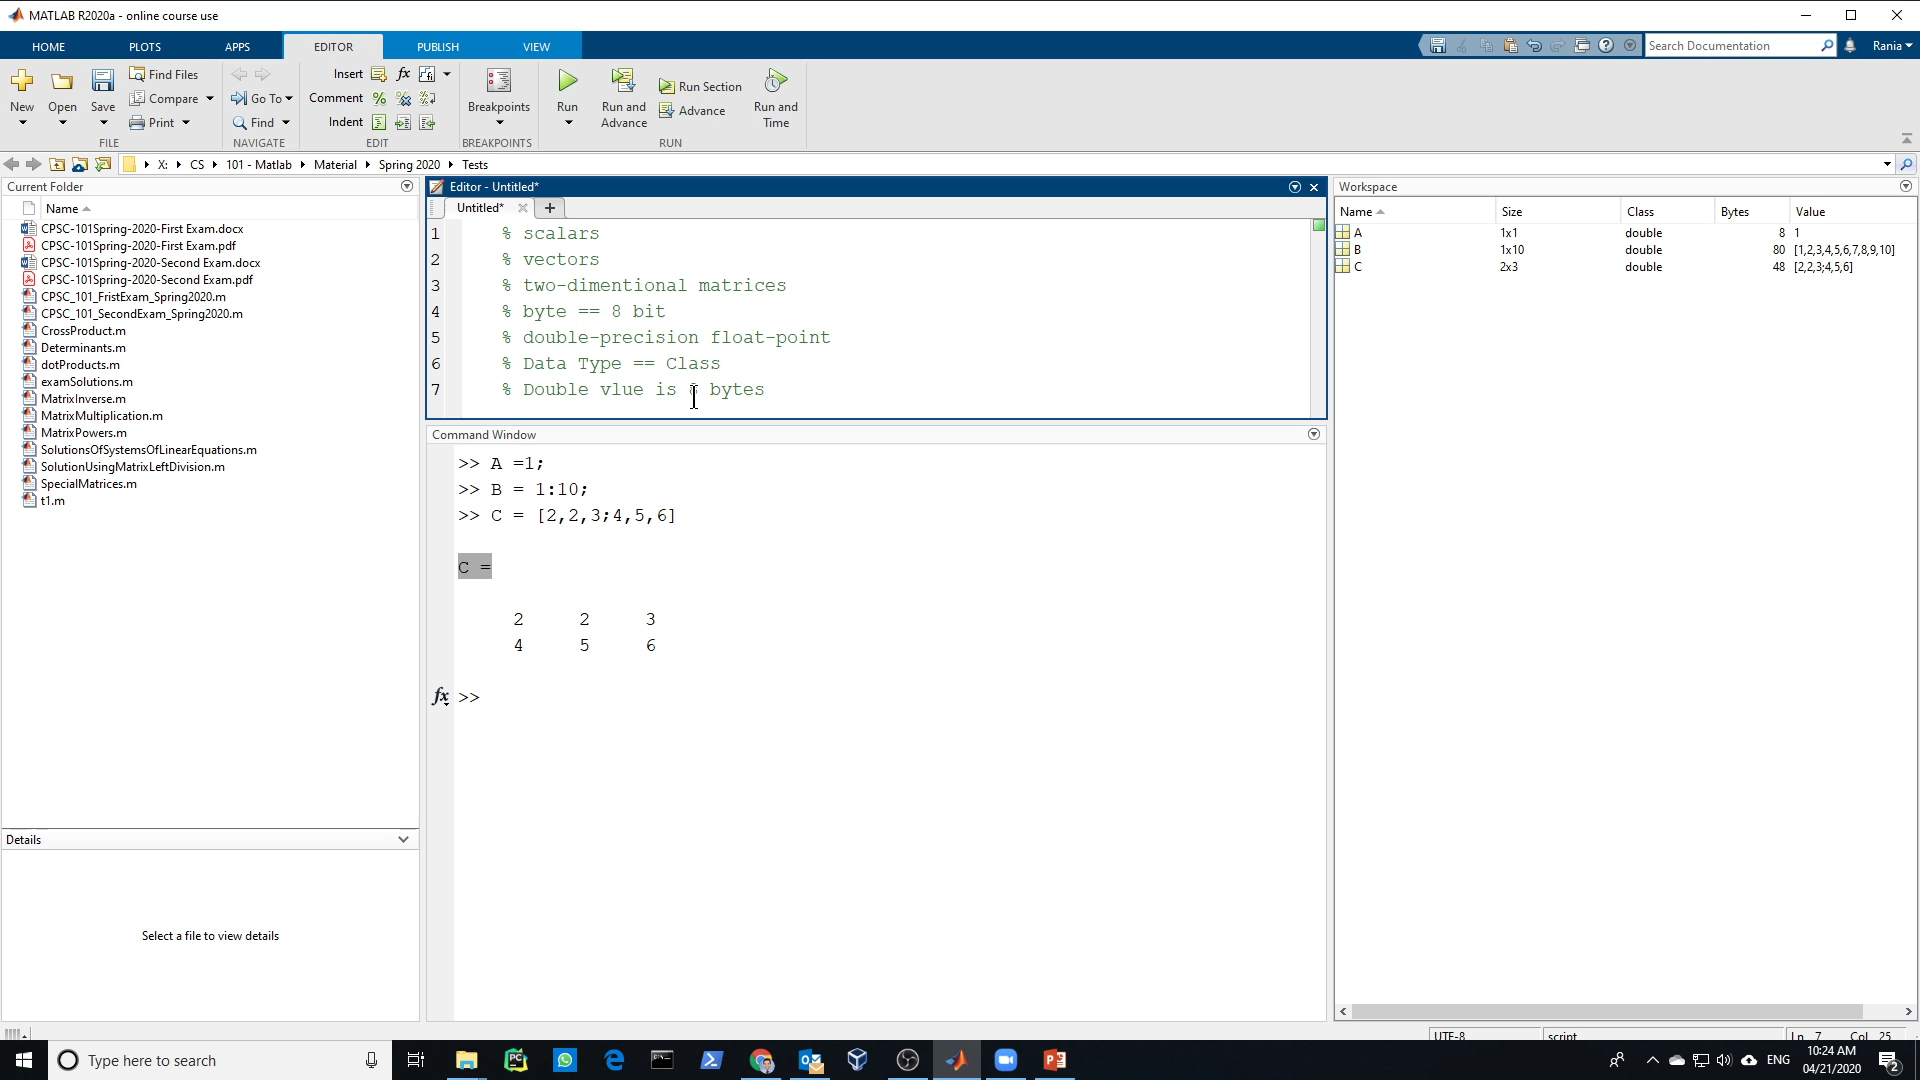 MATLAB R2020a - online course use
HOME PLOTS APPS EDITOR PUBLISH VIEW
Search Documentation
Rania
New Open Save
Find Files
Compare
Print
FILE
Go To
Find
NAVIGATE
Insert
Comment
Indent
EDIT
Breakpoints
BREAKPOINTS
Run
Run and Advance
Run Section
Advance
Run and Time
RUN
X: CS 101 - Matlab Material Spring 2020 Tests
Current Folder
Name
CPSC-101Spring-2020-First Exam.docx
CPSC-101Spring-2020-First Exam.pdf
CPSC-101Spring-2020-Second Exam.docx
CPSC-101Spring-2020-Second Exam.pdf
CPSC_101_FristExam_Spring2020.m
CPSC_101_SecondExam_Spring2020.m
CrossProduct.m
Determinants.m
dotProducts.m
examSolutions.m
MatrixInverse.m
MatrixMultiplication.m
MatrixPowers.m
SolutionsOfSystemsOfLinearEquations.m
SolutionUsingMatrixLeftDivision.m
SpecialMatrices.m
t1.m
Details
Select a file to view details
Editor - Untitled*
Untitled*
1 % scalars
2 % vectors
3 % two-dimentional matrices
4 % byte == 8 bit
5 % double-precision float-point
6 % Data Type == Class
7 % Double vlue is bytes
Command Window
>> A =1;
>> B = 1:10;
>> C = [2,2,3;4,5,6]
C =
2 2 3
4 5 6
fx >>
Workspace
Name Size Class Bytes Value
A 1x1 double 8 1
B 1x10 double 80 [1,2,3,4,5,6,7,8,9,10]
C 2x3 double 48 [2,2,3;4,5,6]
UTF-8 script Ln 7 Col 25
Type here to search
ENG
10:24 AM
04/21/2020
2